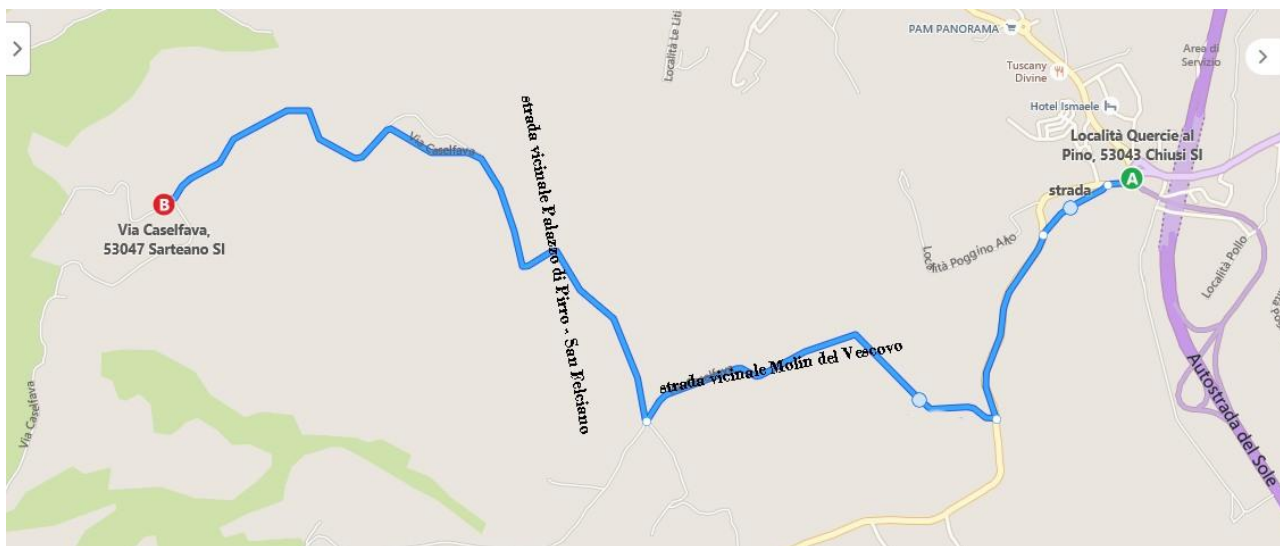 PAM PANORAMA
Area di
Servizio
Località Le Liti
Tuscany
Divine
Hotel Ismaele
Località Quercie al
Pino, 53043 Chiusi SI
A
strada
Via Caselfava
strada vicinale Palazzo di Pirro - San Felciano
B
Via Caselfava,
53047 Sarteano SI
Località Poggino Alto
Località Pollo
strada vicinale Molin del Vescovo
Autostrada del Sole
Via Caselfava